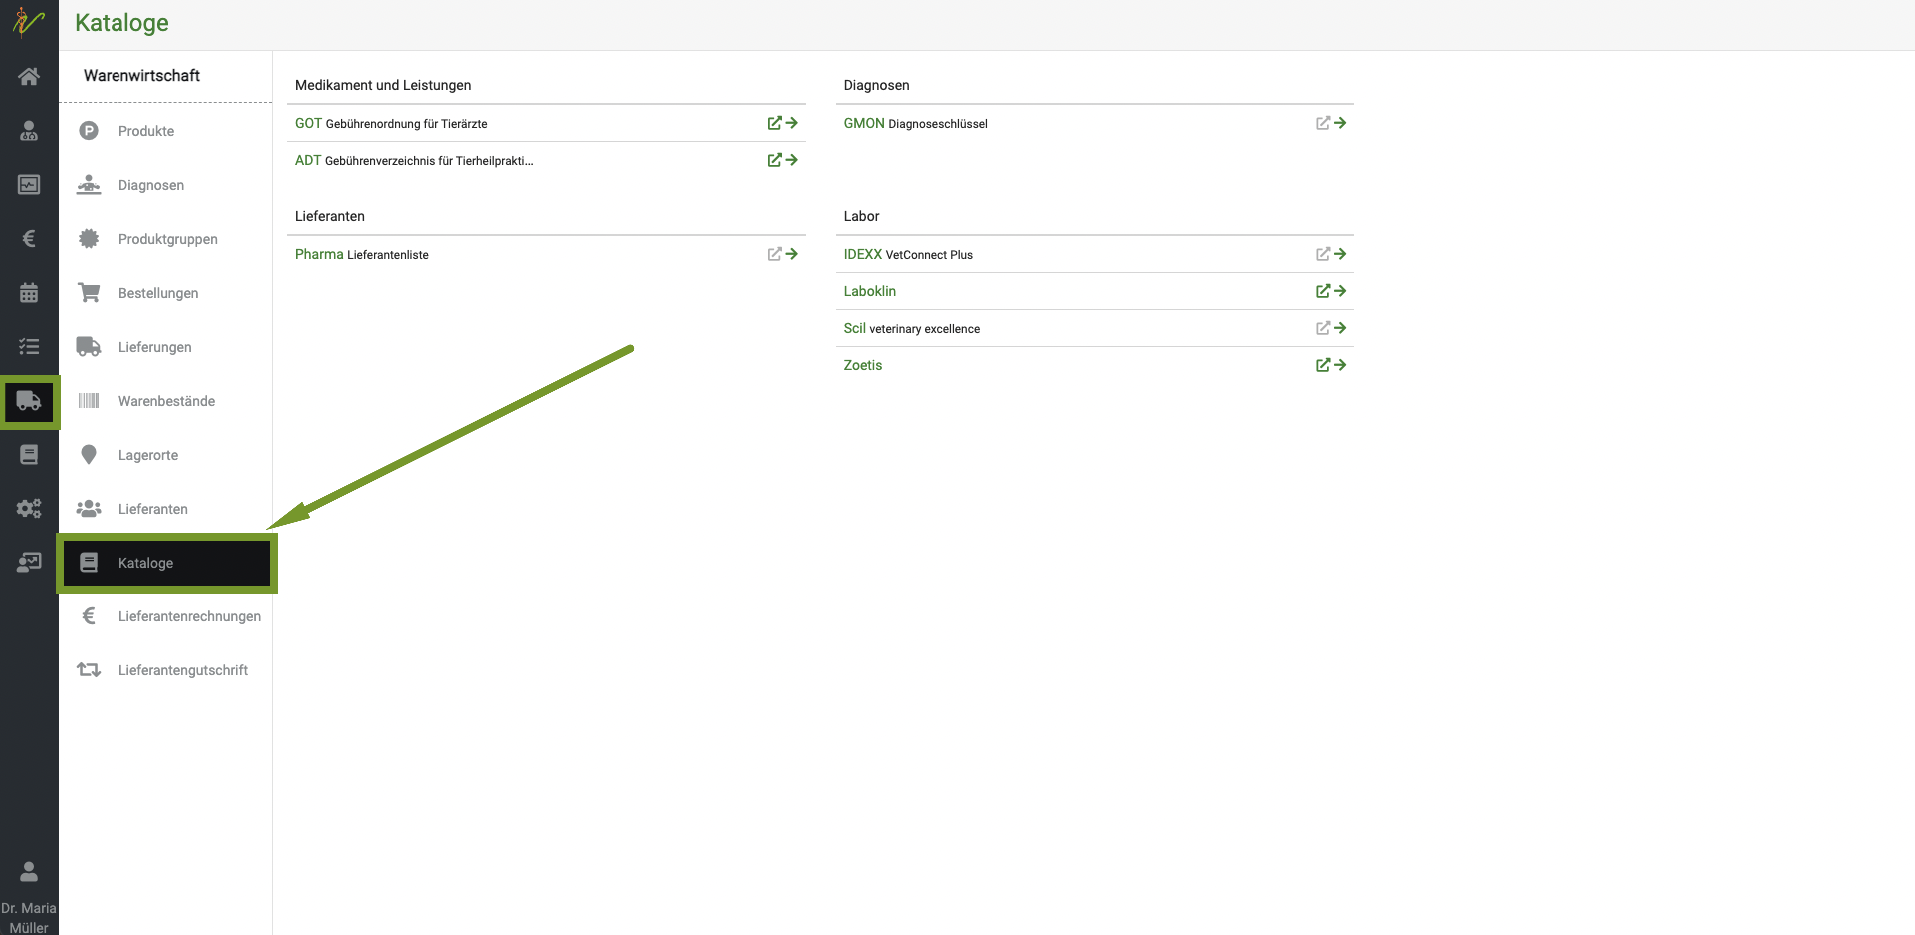 Kataloge
Warenwirtschaft
Produkte
Diagnosen
Produktgruppen
Bestellungen
Lieferungen
Warenbestände
Lagerorte
Lieferanten
Kataloge
Lieferantenrechnungen
Lieferantengutschrift
Medikament und Leistungen
GOT Gebührenordnung für Tierärzte
ADT Gebührenverzeichnis für Tierheilprakti...
Diagnosen
GMON Diagnoseschlüssel
Lieferanten
Pharma Lieferantenliste
Labor
IDEXX VetConnect Plus
Laboklin
Scil veterinary excellence
Zoetis
Dr. Maria
Müller